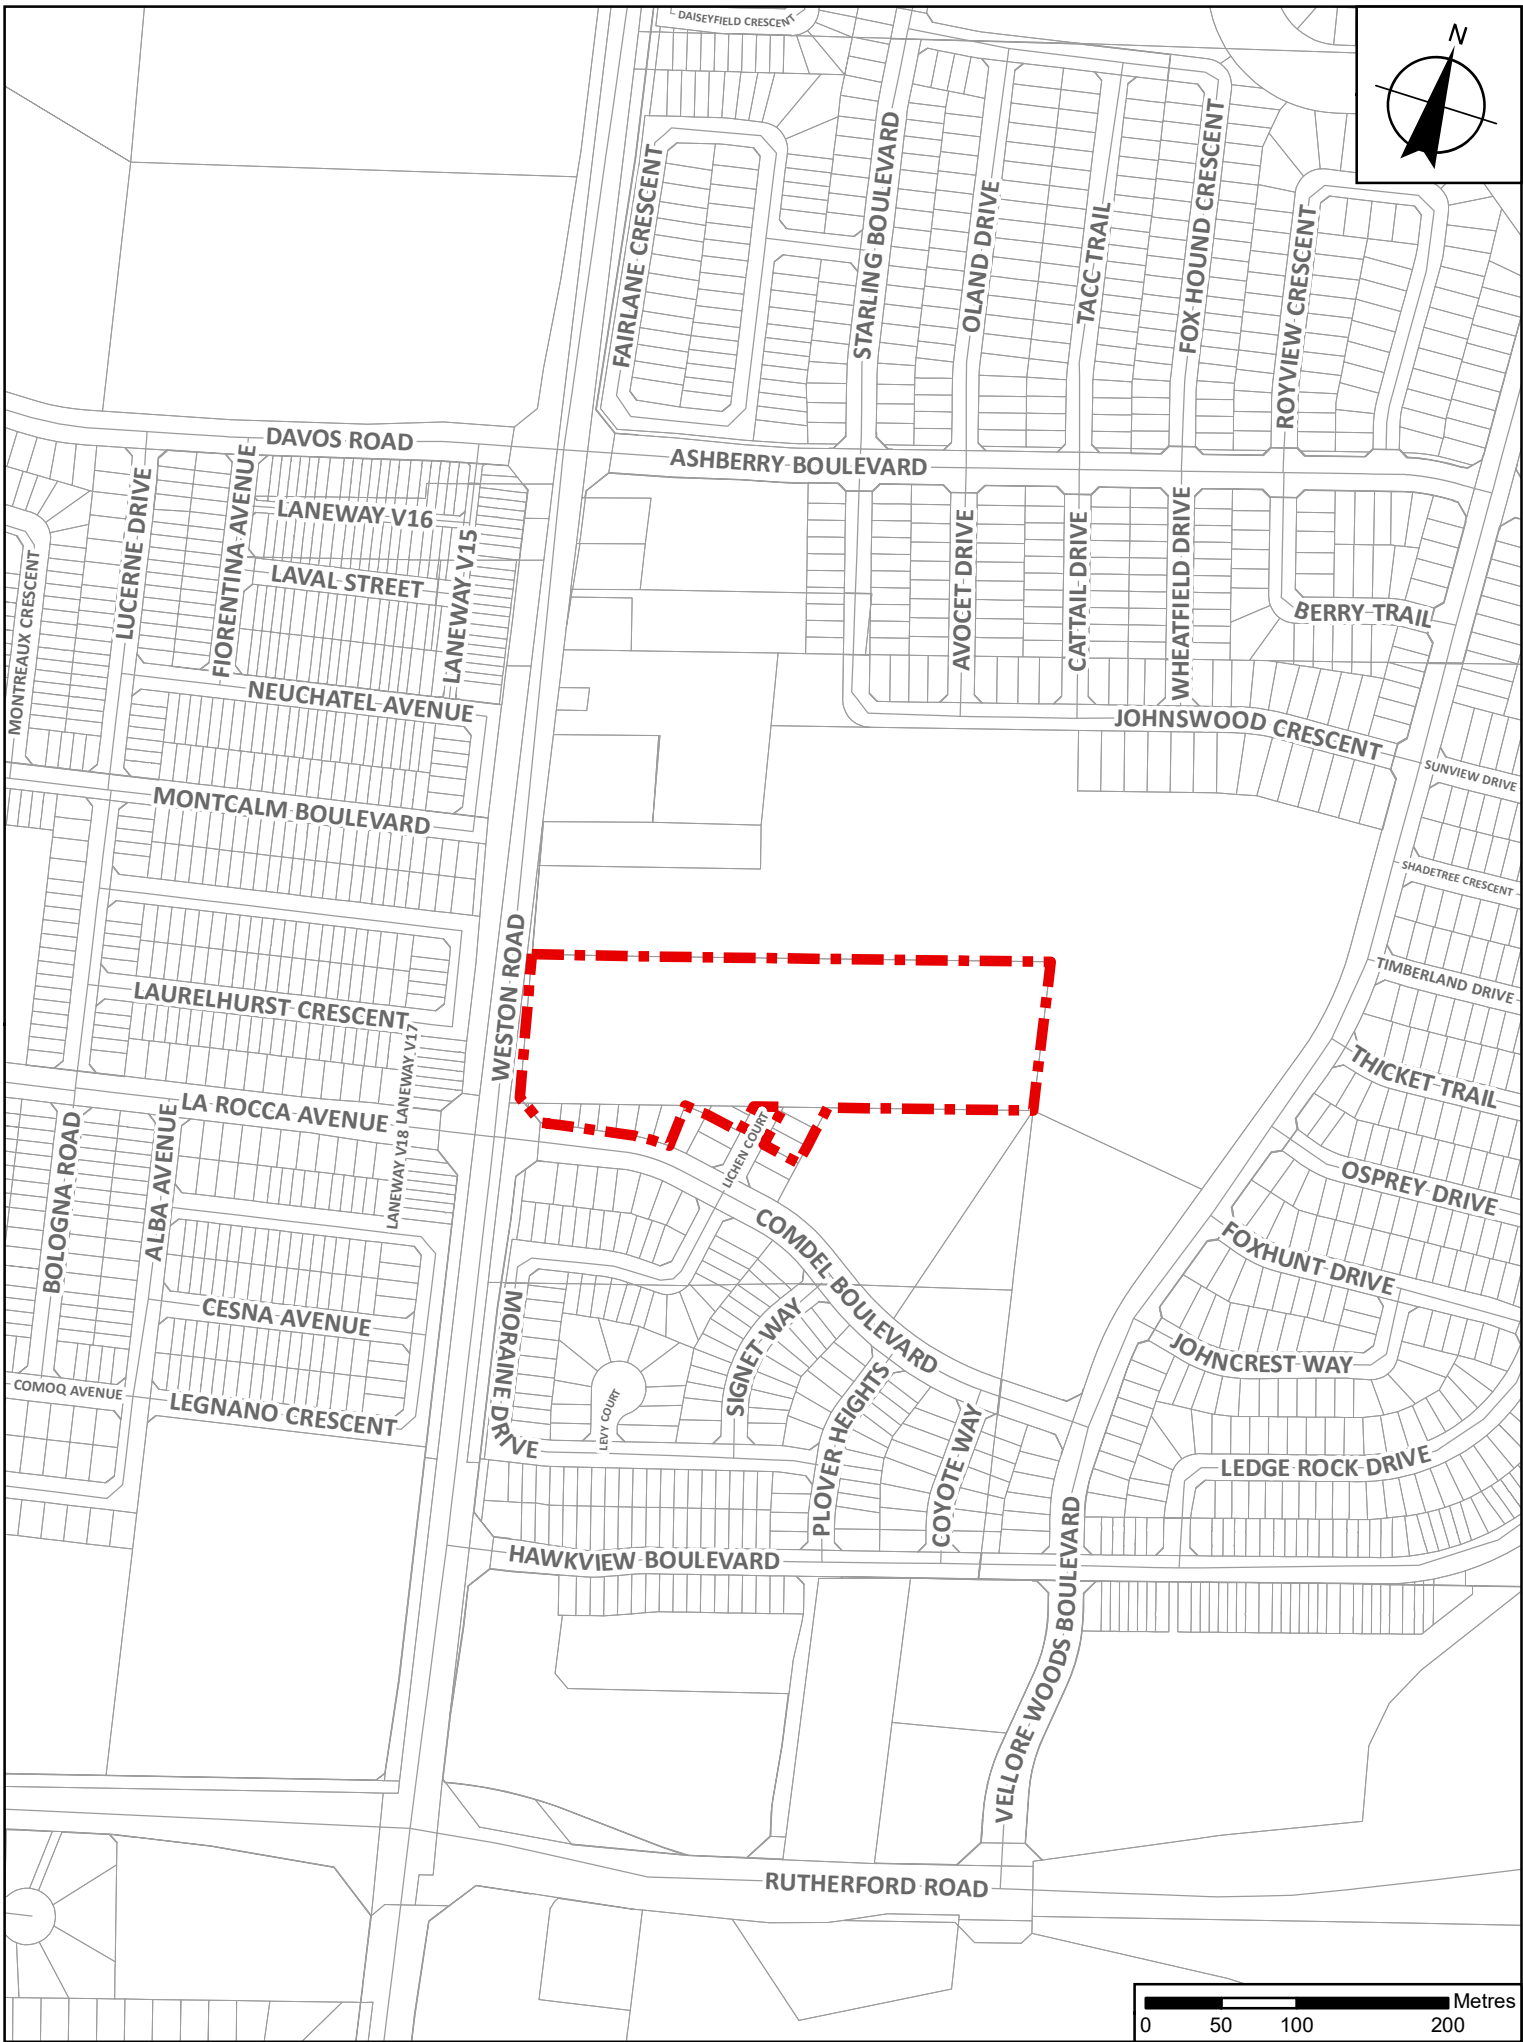 DAISEYFIELD CRESCENT
N
FAIRLANE CRESCENT
STARLING BOULEVARD
OLAND DRIVE
TACC TRAIL
FOX HOUND CRESCENT
ROYVIEW CRESCENT
DAVOS ROAD
ASHBERRY BOULEVARD
LUCERNE DRIVE
FIORENTINA AVENUE
LANEWAY V16
LANEWAY V15
LAVAL STREET
MONTREAUX CRESCENT
NEUCHATEL AVENUE
AVOCET DRIVE
CATTAIL DRIVE
WHEATFIELD DRIVE
BERRY TRAIL
JOHNSWOOD CRESCENT
SUNVIEW DRIVE
MONTCALM BOULEVARD
SHADETREE CRESCENT
WESTON ROAD
TIMBERLAND DRIVE
LAURELHURST CRESCENT
LANEWAY V17
THICKET TRAIL
LA ROCCA AVENUE
LANEWAY V18
LICHEN COURT
BOLOGNA ROAD
ALBA AVENUE
OSPREY DRIVE
COMDEL BOULEVARD
FOXHUNT DRIVE
CESNA AVENUE
MORAINE DRIVE
SIGNET WAY
JOHNCREST WAY
COMOQ AVENUE
LEGNANO CRESCENT
LEVY COURT
PLOVER HEIGHTS
COYOTE WAY
LEDGE ROCK DRIVE
HAWKVIEW BOULEVARD
VELLORE WOODS BOULEVARD
RUTHERFORD ROAD
Metres
0 50 100 200